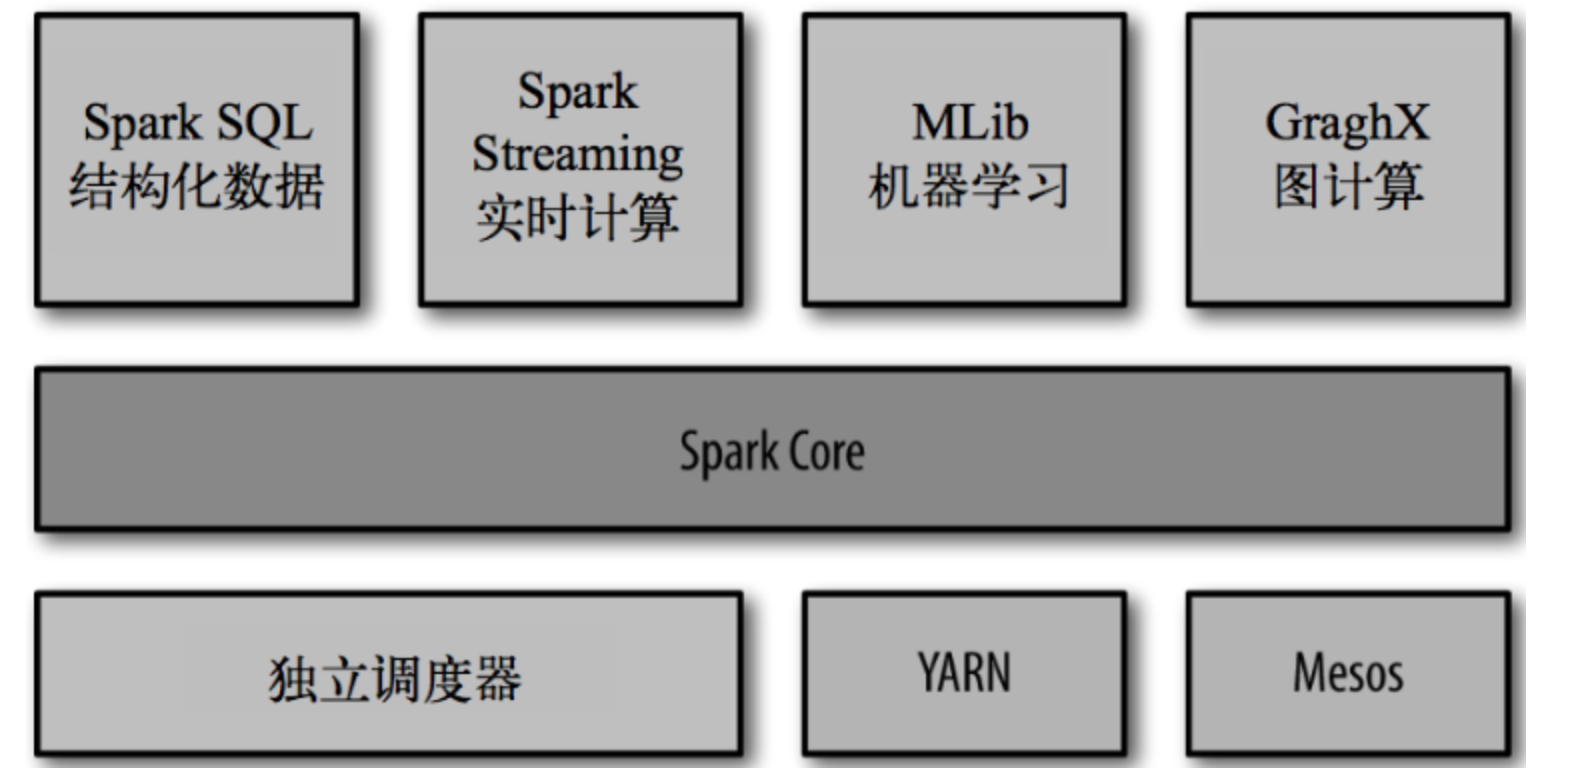 Spark SQL
结构化数据
Spark
Streaming
实时计算
MLib
机器学习
GraghX
图计算
Spark Core
独立调度器
YARN
Mesos